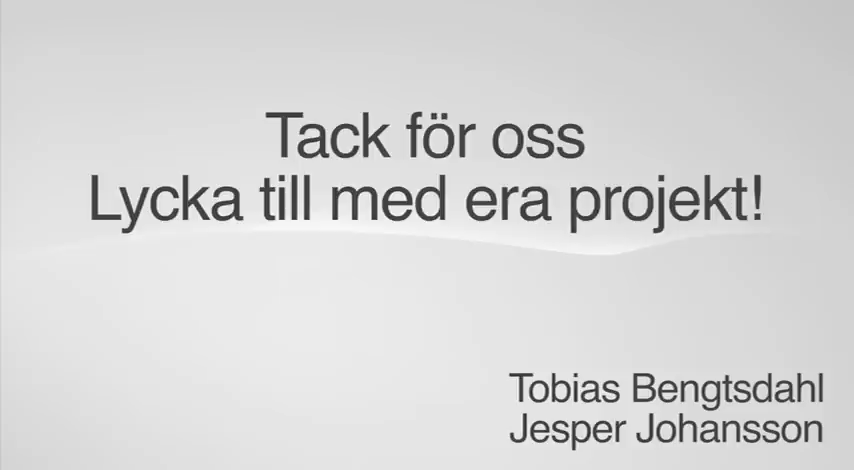 Tack för oss
Lycka till med era projekt!
Tobias Bengtsdahl
Jesper Johansson